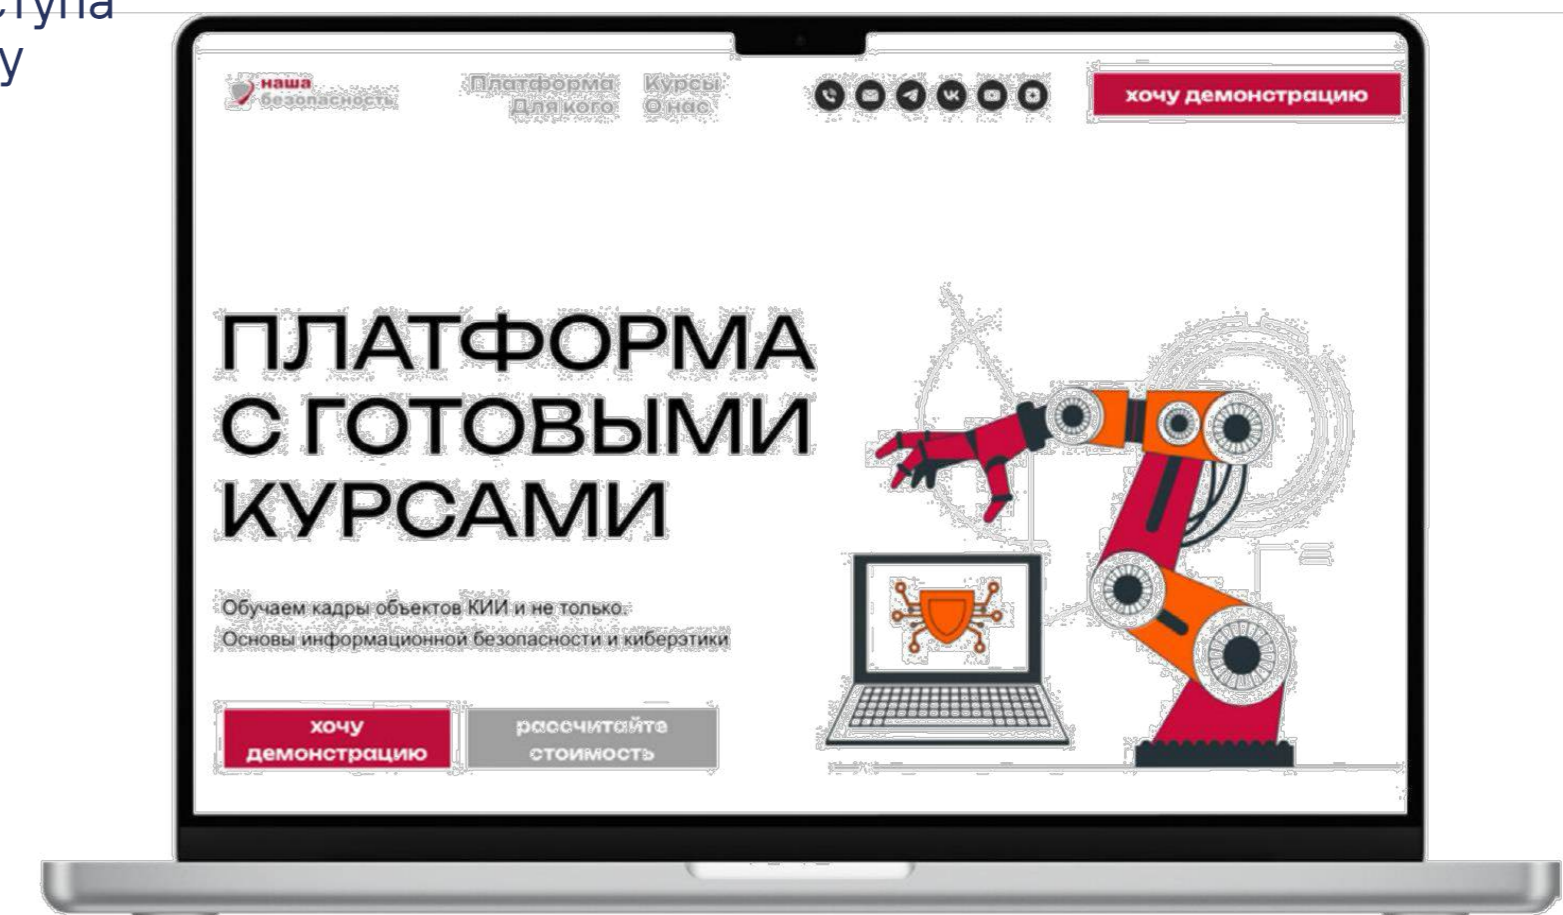 у
наша
безопасность
Платформа Курсы
Для кого О нас
хочу демонстрацию
ПЛАТФОРМА
С ГОТОВЫМИ
КУРСАМИ
Обучаем кадры объектов КИИ и не только.
Основы информационной безопасности и киберэтики
хочу
демонстрацию
рассчитайте
стоимость